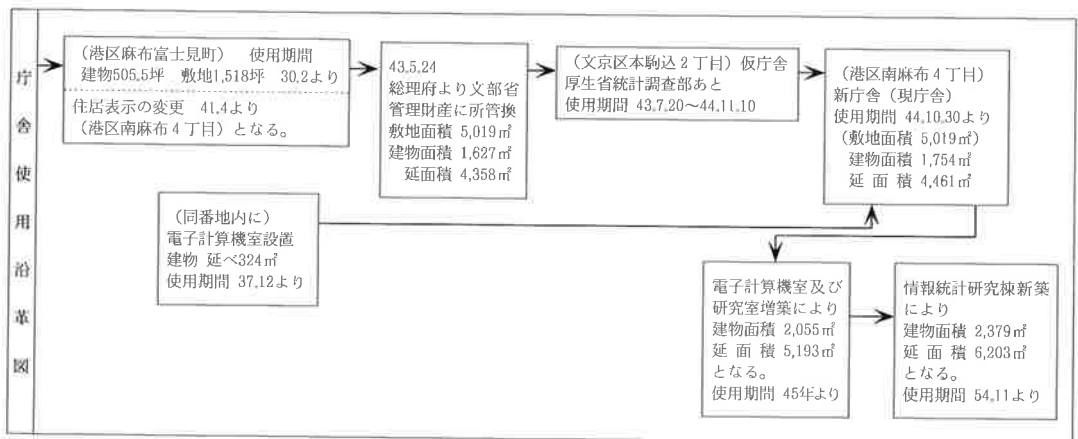 庁舎使用沿革図
(港区麻布富士見町) 使用期間
建物505.5坪 敷地1,518坪 30.2より
住居表示の変更 41.4より
(港区南麻布4丁目)となる。
43.5.24
総理府より文部省
管理財産に所管換
敷地面積 5,019㎡
建物面積 1,627㎡
延面積 4,358㎡
(文京区本駒込2丁目)仮庁舎
厚生省統計調査部あと
使用期間 43.7.20~44.11.10
(港区南麻布4丁目)
新庁舎(現庁舎)
使用期間 44.10.30より
(敷地面積 5,019㎡)
建物面積 1,754㎡
延面積 4,461㎡
(同番地内に)
電子計算機室設置
建物 延べ324㎡
使用期間 37.12より
電子計算機室及び
研究室増築により
建物面積 2,055㎡
延面積 5,193㎡
となる。
使用期間 45年より
情報統計研究棟新築
により
建物面積 2,379㎡
延面積 6,203㎡
となる。
使用期間 54.11より